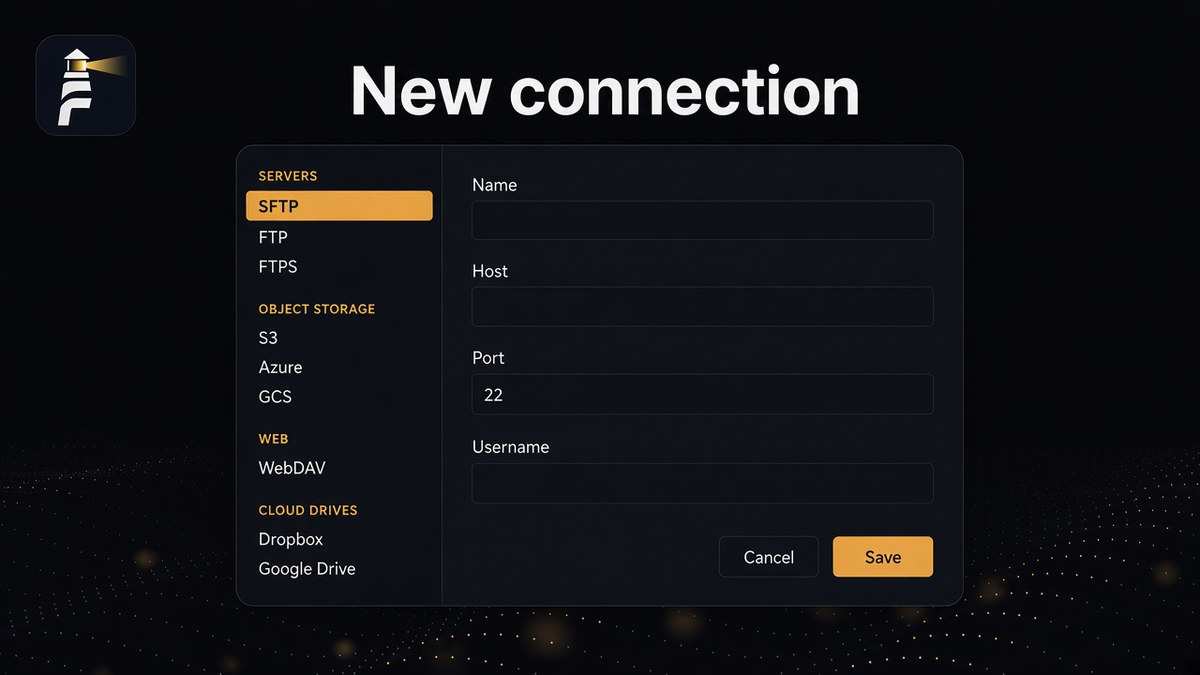 New connection
SERVERS
SFTP
FTP
FTPS
OBJECT STORAGE
S3
Azure
GCS
WEB
WebDAV
CLOUD DRIVES
Dropbox
Google Drive
Name
Host
Port
22
Username
Cancel
Save